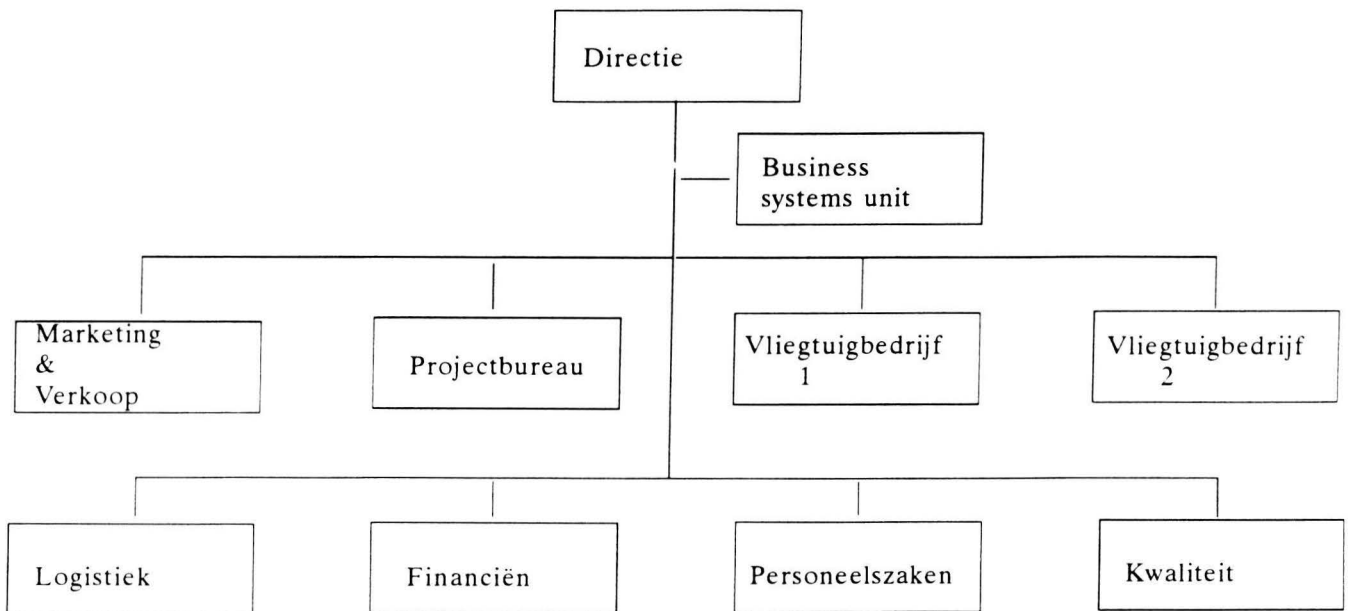 Directie
Business
systems unit
Marketing
&
Verkoop
Projectbureau
Vliegtuigbedrijf
1
Vliegtuigbedrijf
2
Logistiek
Financiën
Personeelszaken
Kwaliteit